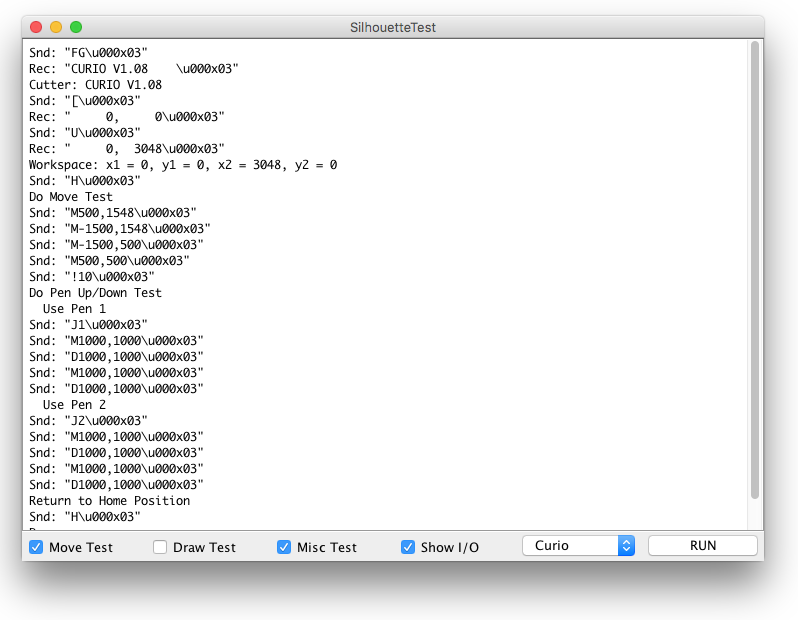 SilhouetteTest
Snd: "FG\u000x03"
Rec: "CURIO V1.08    \u000x03"
Cutter: CURIO V1.08
Snd: "[\u000x03"
Rec: "     0,     0\u000x03"
Snd: "U\u000x03"
Rec: "     0,  3048\u000x03"
Workspace: x1 = 0, y1 = 0, x2 = 3048, y2 = 0
Snd: "H\u000x03"
Do Move Test
Snd: "M500,1548\u000x03"
Snd: "M-1500,1548\u000x03"
Snd: "M-1500,500\u000x03"
Snd: "M500,500\u000x03"
Snd: "!10\u000x03"
Do Pen Up/Down Test
  Use Pen 1
Snd: "J1\u000x03"
Snd: "M1000,1000\u000x03"
Snd: "D1000,1000\u000x03"
Snd: "M1000,1000\u000x03"
Snd: "D1000,1000\u000x03"
  Use Pen 2
Snd: "J2\u000x03"
Snd: "M1000,1000\u000x03"
Snd: "D1000,1000\u000x03"
Snd: "M1000,1000\u000x03"
Snd: "D1000,1000\u000x03"
Return to Home Position
Snd: "H\u000x03"
Move Test Draw Test Misc Test Show I/O Curio RUN